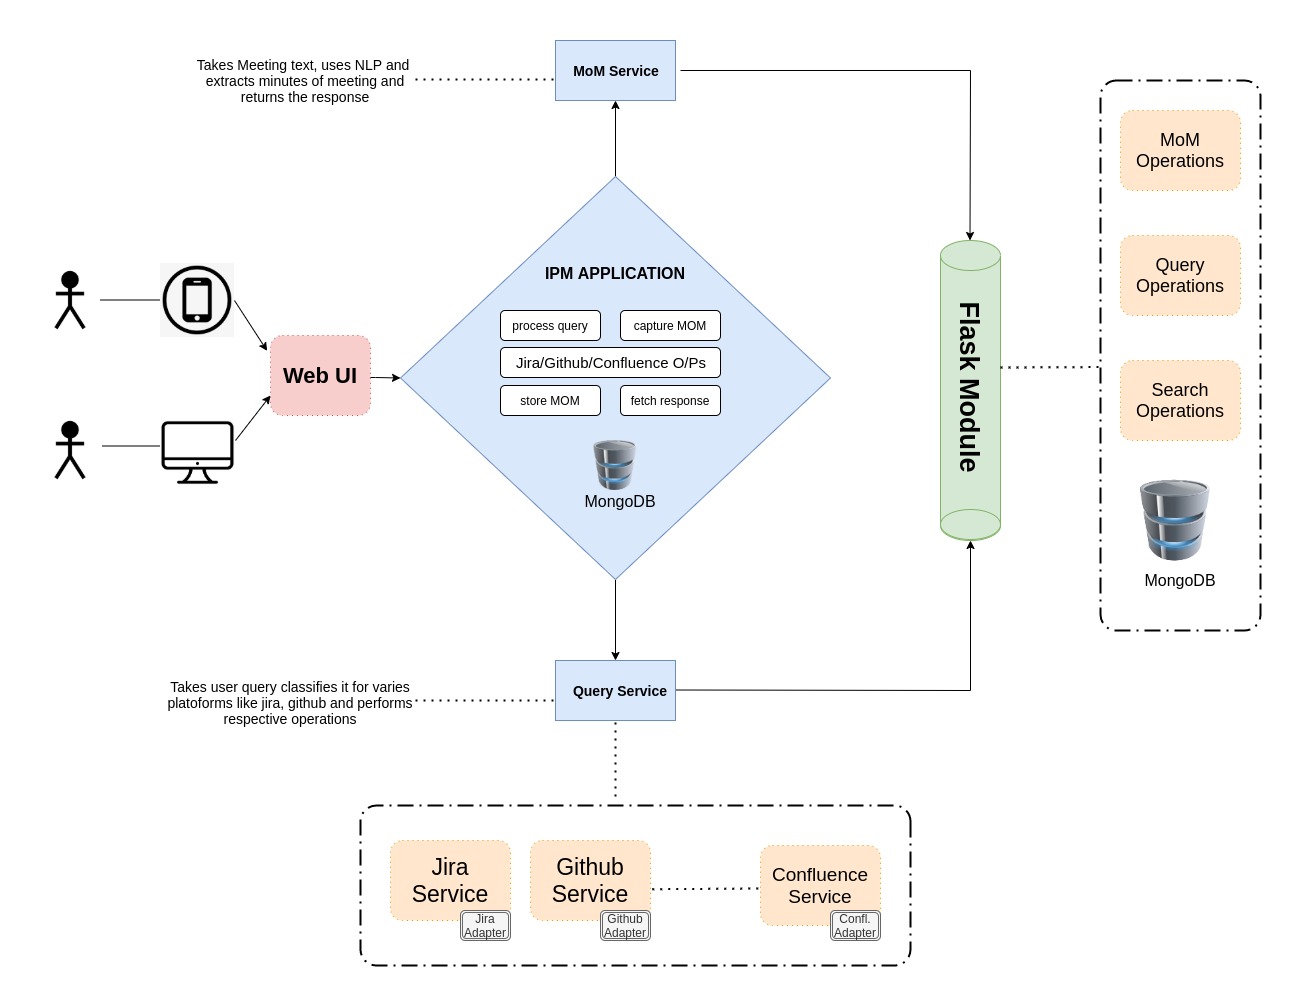 Takes Meeting text, uses NLP and
extracts minutes of meeting and
returns the response
MoM Service
MoM
Operations
Query
Operations
Search
Operations
MongoDB
IPM APPLICATION
process query
capture MOM
Jira/Github/Confluence O/Ps
store MOM
fetch response
MongoDB
Web UI
Flask Module
Takes user query classifies it for varies
platoforms like jira, github and performs
respective operations
Query Service
Jira
Service
Jira
Adapter
Github
Service
Github
Adapter
Confluence
Service
Confl.
Adapter